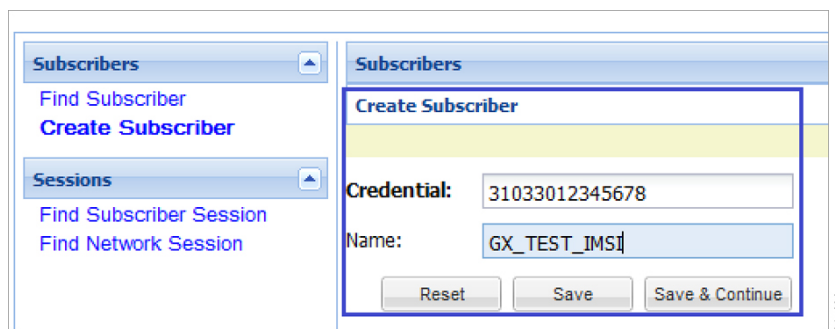 Subscribers
Find Subscriber
Create Subscriber
Sessions
Find Subscriber Session
Find Network Session
Subscribers
Create Subscriber
Credential: 31033012345678
Name: GX_TEST_IMSI
Reset Save Save & Continue